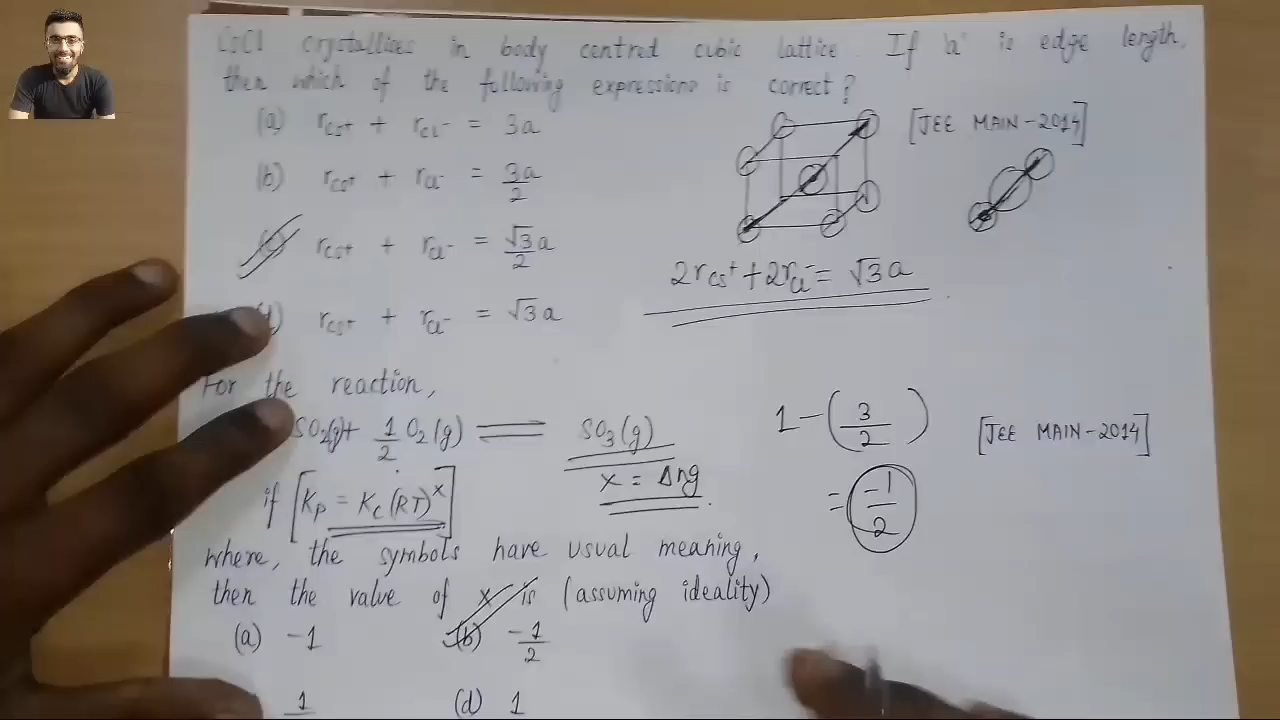 CsCl crystallises in body centred cubic lattice. If 'a' is edge length,
then which of the following expressions is correct?
(a) rCs+ + rCl- = 3a
[JEE MAIN-2014]
(b) rCs+ + rCl- = 3a/2
(c) rCs+ + rCl- = √3/2 a
2rCs+ + 2rCl- = √3a
(d) rCs+ + rCl- = √3a
For the reaction,
SO2(g) + 1/2 O2(g) ⇌ SO3(g)
1-(3/2)
[JEE MAIN-2014]
x = Δng
= -1/2
if [Kp = Kc(RT)^x]
where, the symbols have usual meaning,
then the value of x is (assuming ideality)
(a) -1 (b) -1/2
1 (d) 1